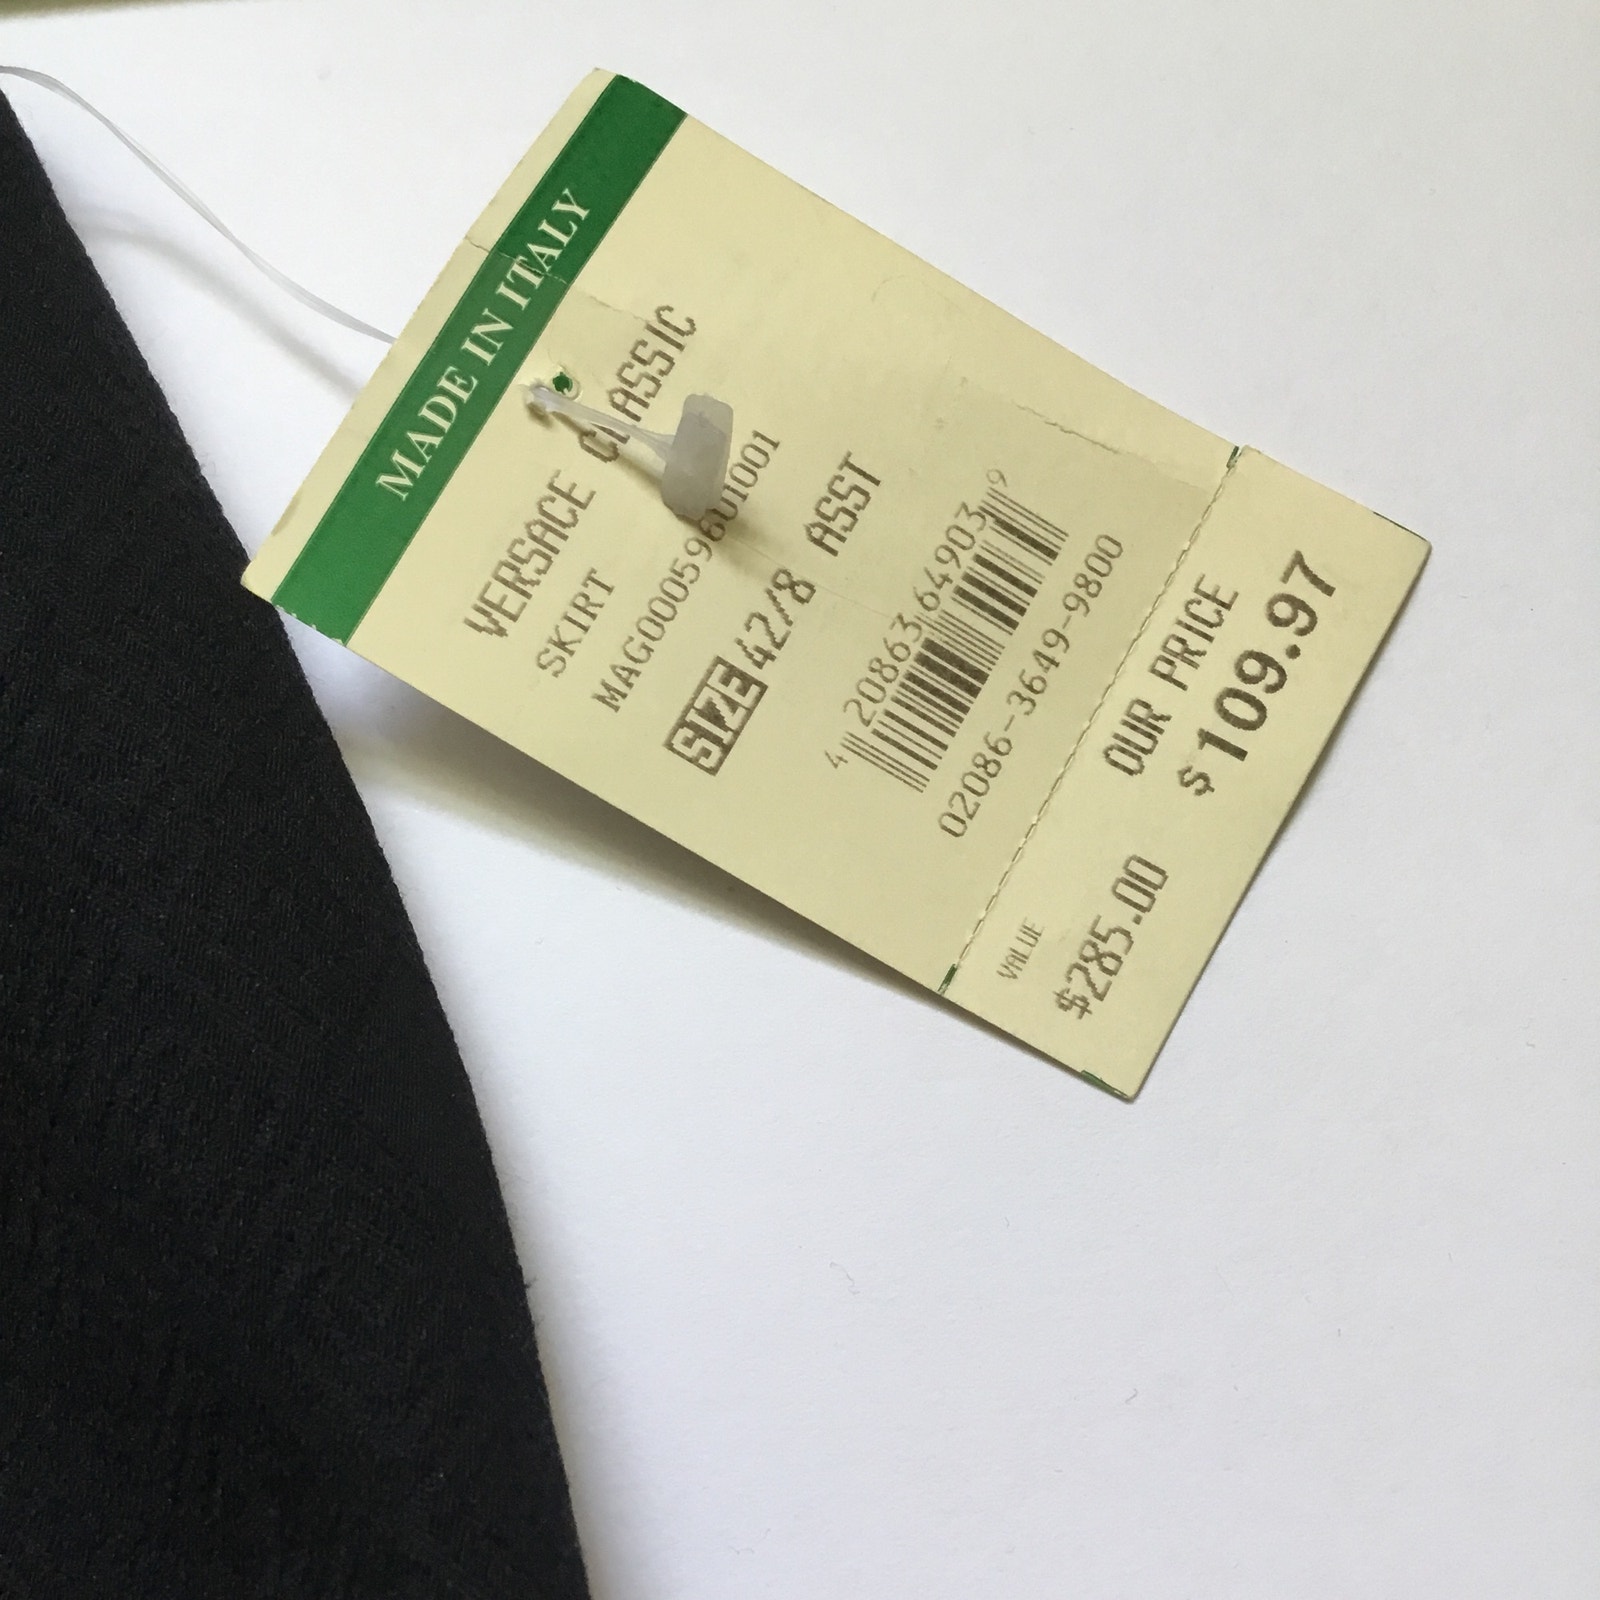 MADE IN ITALY
VERSACE CLASSIC
SKIRT
MAG0000596001001
SIZE 42/8 ASST
4 20863 64903 9
02086-3649-9800
OUR PRICE
$109.97
VALUE
$285.00